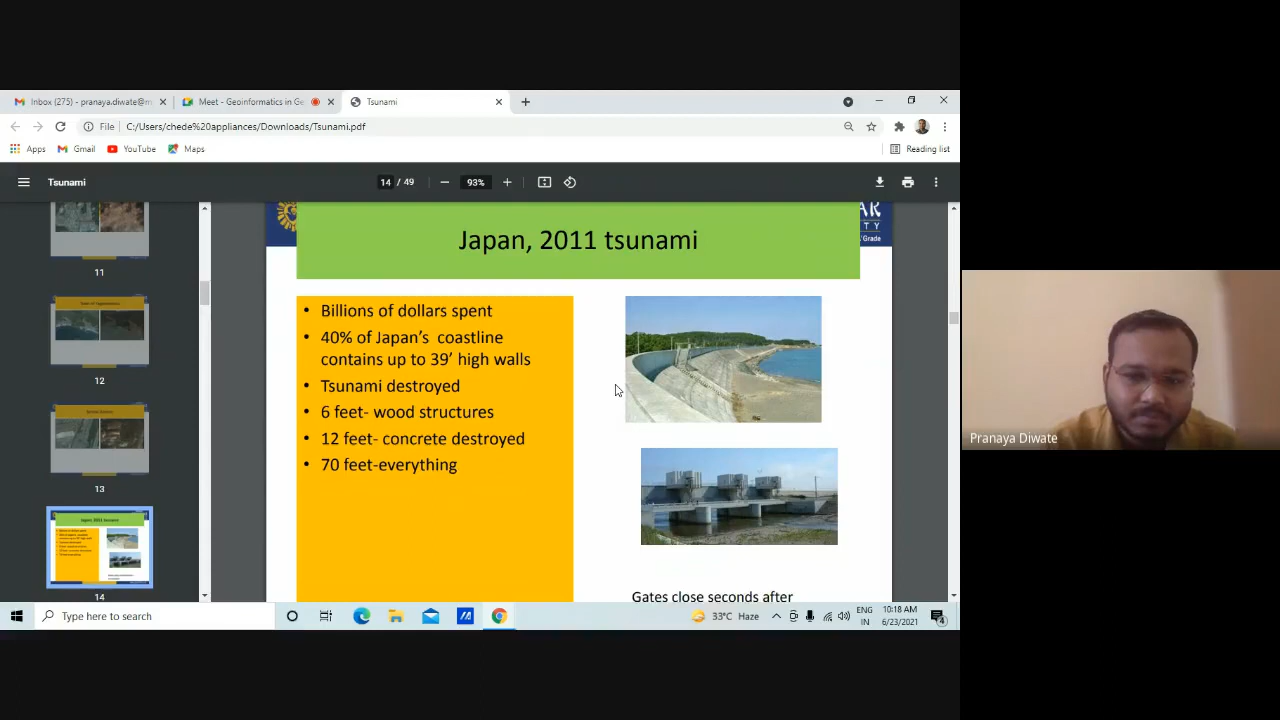 Inbox (275) - pranaya.diwate@m
Meet - Geoinformatics in Ge
Tsunami
File
C:/Users/chede%20appliances/Downloads/Tsunami.pdf
Apps
Gmail
YouTube
Maps
Reading list
Tsunami
14 / 49
93%
11
12
13
14
AR
TY
Grade
Japan, 2011 tsunami
• Billions of dollars spent
• 40% of Japan's coastline
contains up to 39' high walls
• Tsunami destroyed
• 6 feet- wood structures
• 12 feet- concrete destroyed
• 70 feet-everything
Gates close seconds after
Pranaya Diwate
Type here to search
33°C Haze
ENG
IN
10:18 AM
6/23/2021
4